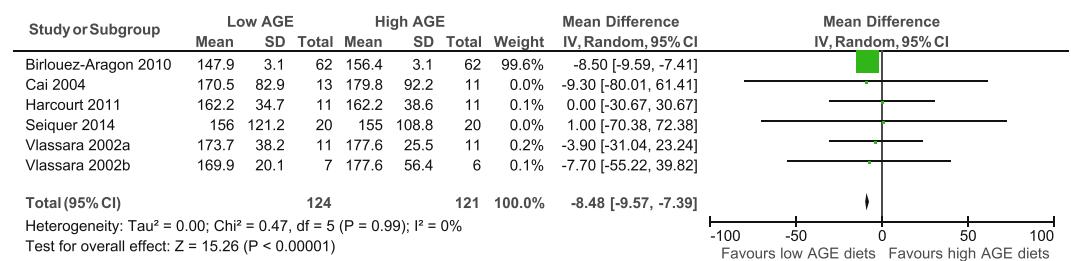 Low AGE High AGE Mean Difference Mean Difference
Study or Subgroup Mean SD Total Mean SD Total Weight IV, Random, 95% CI IV, Random, 95% CI
Birlouez-Aragon 2010 147.9 3.1 62 156.4 3.1 62 99.6% -8.50 [-9.59, -7.41]
Cai 2004 170.5 82.9 13 179.8 92.2 11 0.0% -9.30 [-80.01, 61.41]
Harcourt 2011 162.2 34.7 11 162.2 38.6 11 0.1% 0.00 [-30.67, 30.67]
Seiquer 2014 156 121.2 20 155 108.8 20 0.0% 1.00 [-70.38, 72.38]
Vlassara 2002a 173.7 38.2 11 177.6 25.5 11 0.2% -3.90 [-31.04, 23.24]
Vlassara 2002b 169.9 20.1 7 177.6 56.4 6 0.1% -7.70 [-55.22, 39.82]
Total (95% CI) 124 121 100.0% -8.48 [-9.57, -7.39]
Heterogeneity: Tau² = 0.00; Chi² = 0.47, df = 5 (P = 0.99); I² = 0%
Test for overall effect: Z = 15.26 (P < 0.00001)
-100 -50 0 50 100
Favours low AGE diets Favours high AGE diets